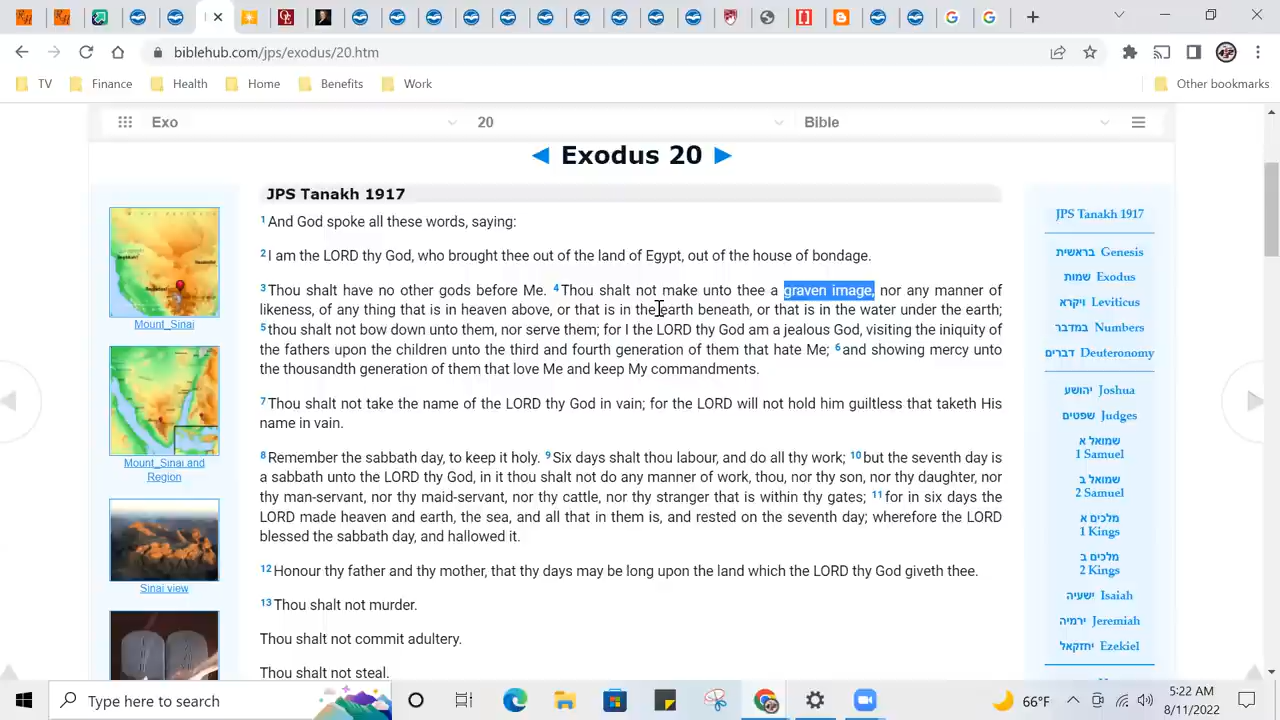 biblehub.com/jps/exodus/20.htm
TV Finance Health Home Benefits Work Other bookmarks
Exo 20 Bible
◄ Exodus 20 ►
JPS Tanakh 1917
1 And God spoke all these words, saying:
2 I am the LORD thy God, who brought thee out of the land of Egypt, out of the house of bondage.
3 Thou shalt have no other gods before Me. 4 Thou shalt not make unto thee a graven image, nor any manner of
likeness, of any thing that is in heaven above, or that is in the earth beneath, or that is in the water under the earth;
5 thou shalt not bow down unto them, nor serve them; for I the LORD thy God am a jealous God, visiting the iniquity of
the fathers upon the children unto the third and fourth generation of them that hate Me; 6 and showing mercy unto
the thousandth generation of them that love Me and keep My commandments.
7 Thou shalt not take the name of the LORD thy God in vain; for the LORD will not hold him guiltless that taketh His
name in vain.
8 Remember the sabbath day, to keep it holy. 9 Six days shalt thou labour, and do all thy work; 10 but the seventh day is
a sabbath unto the LORD thy God, in it thou shalt not do any manner of work, thou, nor thy son, nor thy daughter, nor
thy man-servant, nor thy maid-servant, nor thy cattle, nor thy stranger that is within thy gates; 11 for in six days the
LORD made heaven and earth, the sea, and all that in them is, and rested on the seventh day; wherefore the LORD
blessed the sabbath day, and hallowed it.
12 Honour thy father and thy mother, that thy days may be long upon the land which the LORD thy God giveth thee.
13 Thou shalt not murder.
Thou shalt not commit adultery.
Thou shalt not steal.
Mount_Sinai
Mount_Sinai and
Region
Sinai view
JPS Tanakh 1917
בראשית Genesis
שמות Exodus
ויקרא Leviticus
במדבר Numbers
דברים Deuteronomy
יהושע Joshua
שפטים Judges
שמואל א
1 Samuel
שמואל ב
2 Samuel
מלכים א
1 Kings
מלכים ב
2 Kings
ישעיה Isaiah
ירמיה Jeremiah
יחזקאל Ezekiel
Type here to search
66°F
5:22 AM
8/11/2022